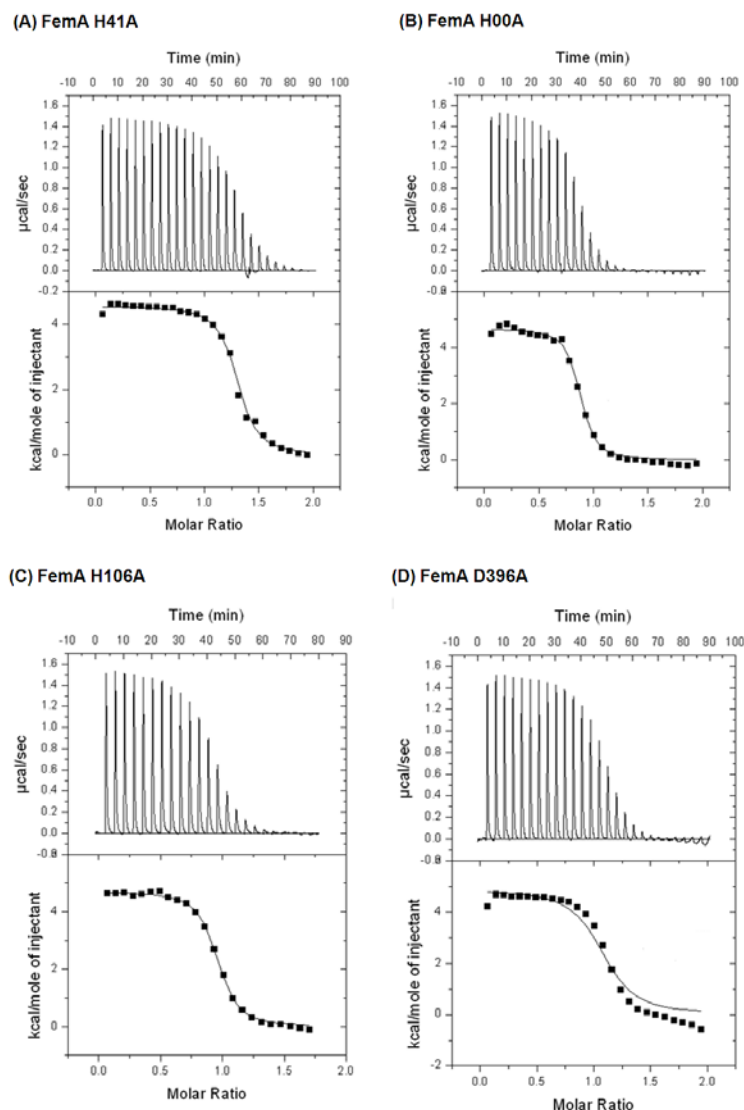 (A) FemA H41A
Time (min)
-10 0 10 20 30 40 50 60 70 80 90 100
1.6
1.4
1.2
1.0
0.8
0.6
0.4
0.2
0.0
-0.2
µcal/sec
4
2
0
kcal/mole of injectant
0.0 0.5 1.0 1.5 2.0
Molar Ratio
(B) FemA H00A
Time (min)
-10 0 10 20 30 40 50 60 70 80 90 100
1.6
1.4
1.2
1.0
0.8
0.6
0.4
0.2
0.0
µcal/sec
4
2
0
kcal/mole of injectant
0.0 0.5 1.0 1.5 2.0
Molar Ratio
(C) FemA H106A
Time (min)
-10 0 10 20 30 40 50 60 70 80 90
1.6
1.4
1.2
1.0
0.8
0.6
0.4
0.2
0.0
µcal/sec
4
2
0
kcal/mole of injectant
0.0 0.5 1.0 1.5 2.0
Molar Ratio
(D) FemA D396A
Time (min)
-10 0 10 20 30 40 50 60 70 80 90 100
1.6
1.4
1.2
1.0
0.8
0.6
0.4
0.2
0.0
µcal/sec
4
2
0
-2
kcal/mole of injectant
0.0 0.5 1.0 1.5 2.0
Molar Ratio